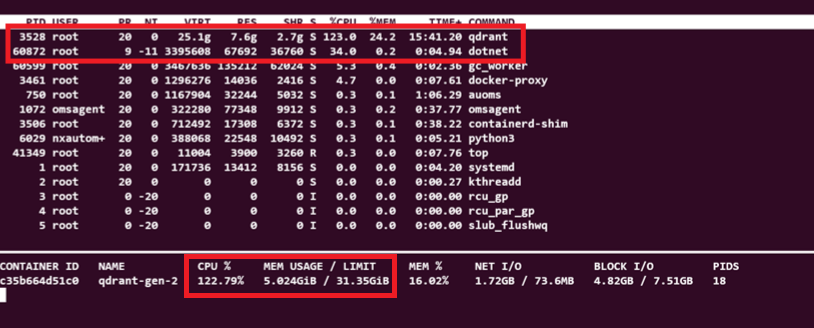 PID USER PR NI VIRT RES SHR S %CPU %MEM TIME+ COMMAND
3528 root 20 0 25.1g 7.6g 2.7g S 123.0 24.2 15:41.20 qdrant
60872 root 9 -11 3395608 67692 36760 S 34.0 0.2 0:04.94 dotnet
60599 root 20 0 3467636 135212 62024 S 5.3 0.4 0:02.36 gc_worker
3461 root 20 0 1296276 14036 2416 S 4.7 0.0 0:07.61 docker-proxy
750 root 20 0 1167904 32244 5032 S 0.3 0.1 1:06.29 auoms
1072 omsagent 20 0 322280 77348 9912 S 0.3 0.2 0:37.77 omsagent
3506 root 20 0 712492 17308 6372 S 0.3 0.1 0:38.22 containerd-shim
6029 nxautom+ 20 0 388068 22548 10492 S 0.3 0.1 0:05.21 python3
41349 root 20 0 11004 3900 3260 R 0.3 0.0 0:07.76 top
1 root 20 0 171736 13412 8156 S 0.0 0.0 0:04.20 systemd
2 root 20 0 0 0 0 S 0.0 0.0 0:00.27 kthreadd
3 root 0 -20 0 0 0 I 0.0 0.0 0:00.00 rcu_gp
4 root 0 -20 0 0 0 I 0.0 0.0 0:00.00 rcu_par_gp
5 root 0 -20 0 0 0 I 0.0 0.0 0:00.00 slub_flushwq
CONTAINER ID NAME CPU % MEM USAGE / LIMIT MEM % NET I/O BLOCK I/O PIDS
c35b664d51c0 qdrant-gen-2 122.79% 5.024GiB / 31.35GiB 16.02% 1.72GB / 73.6MB 4.82GB / 7.51GB 18